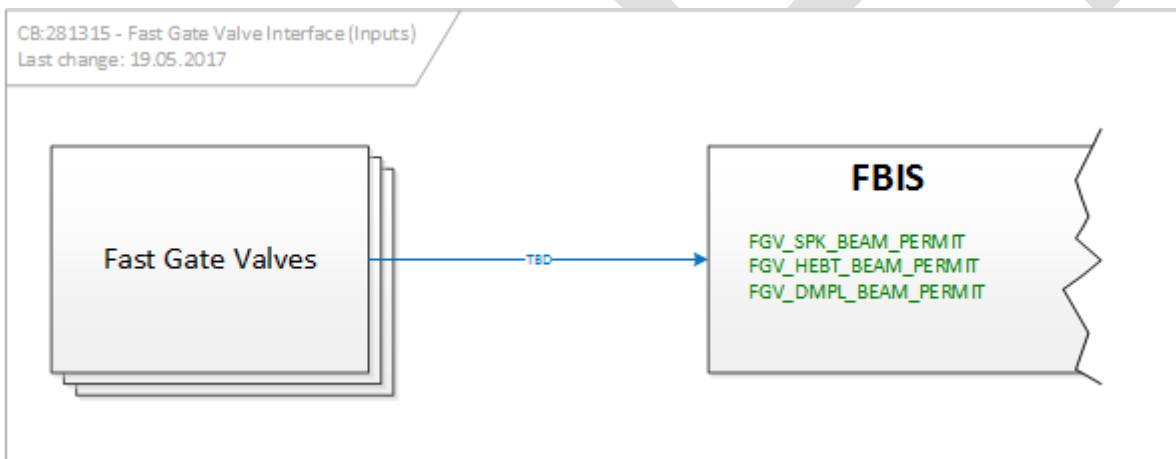 CB:281315 - Fast Gate Valve Interface (Inputs)
Last change: 19.05.2017
Fast Gate Valves
TBD
FBIS
FGV_SPK_BEAM_PERMIT
FGV_HEBT_BEAM_PERMIT
FGV_DMPL_BEAM_PERMIT